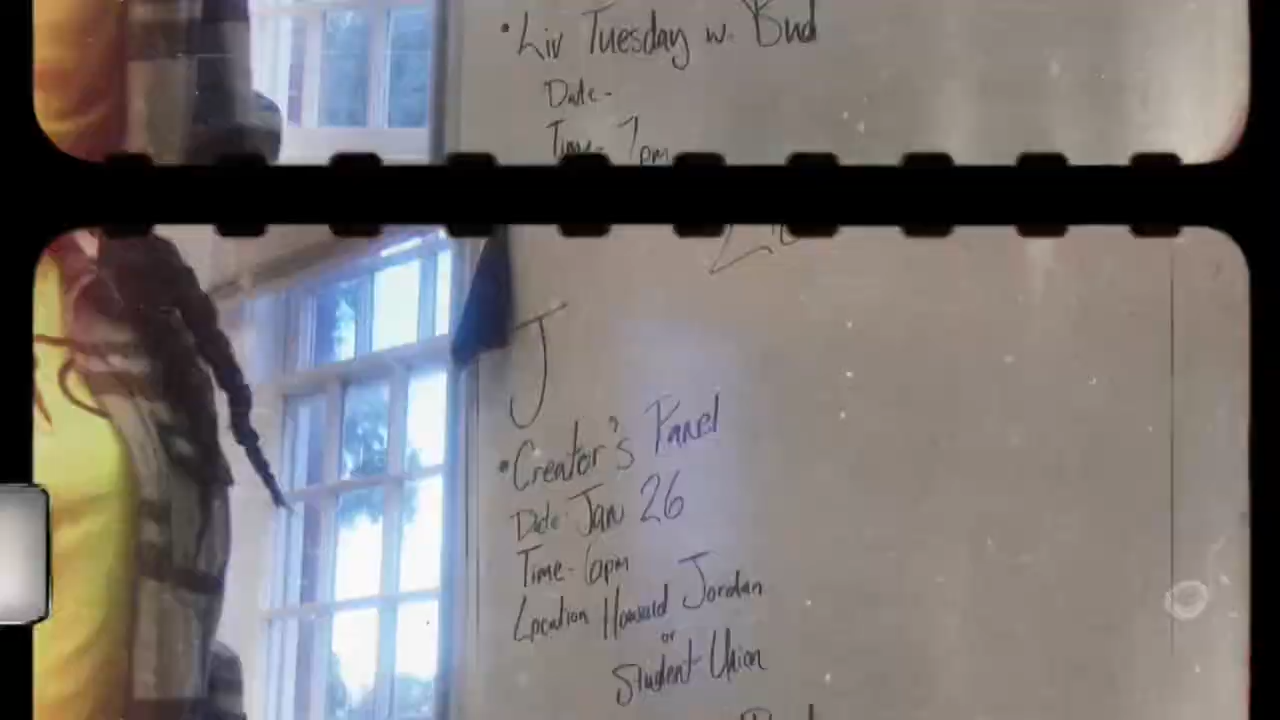 •Liv Tuesday w. Bud
Date-
Time- 7pm
J
•Creator's Panel
Date- Jan 26
Time- 6pm
Location Howard Jordan
or
Student Union